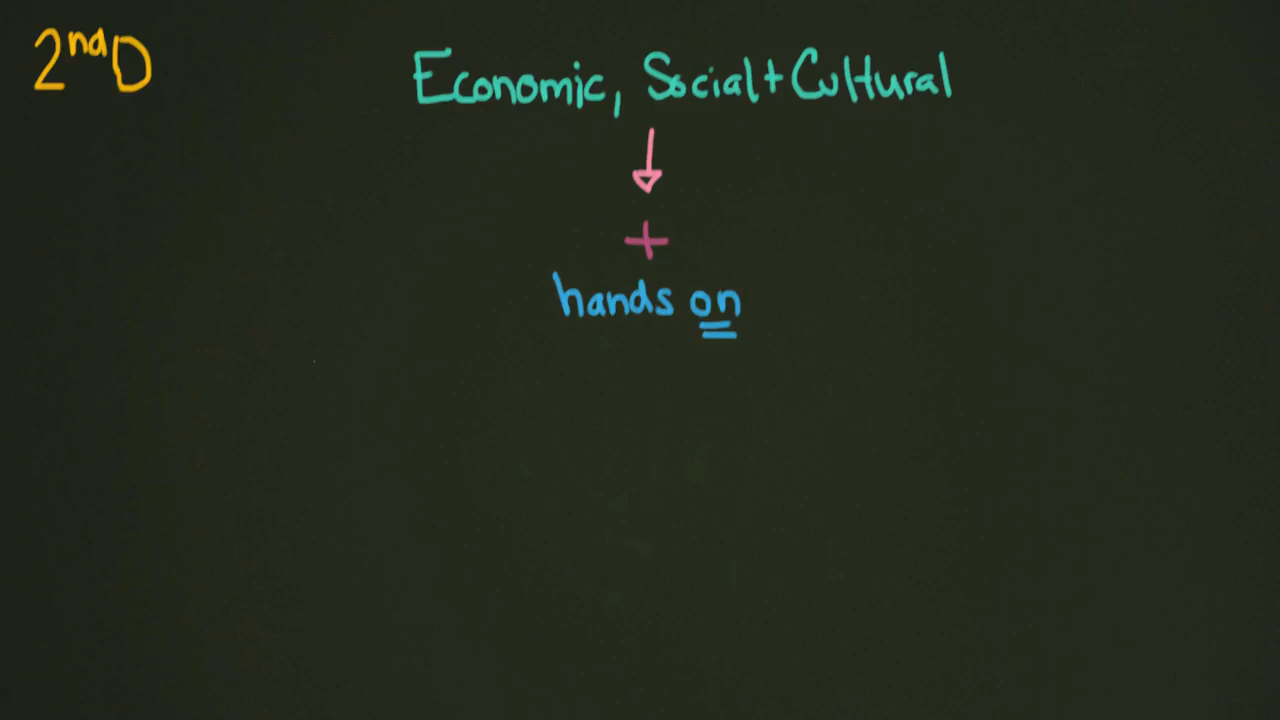 2nd D
Economic, Social + Cultural
+
hands on